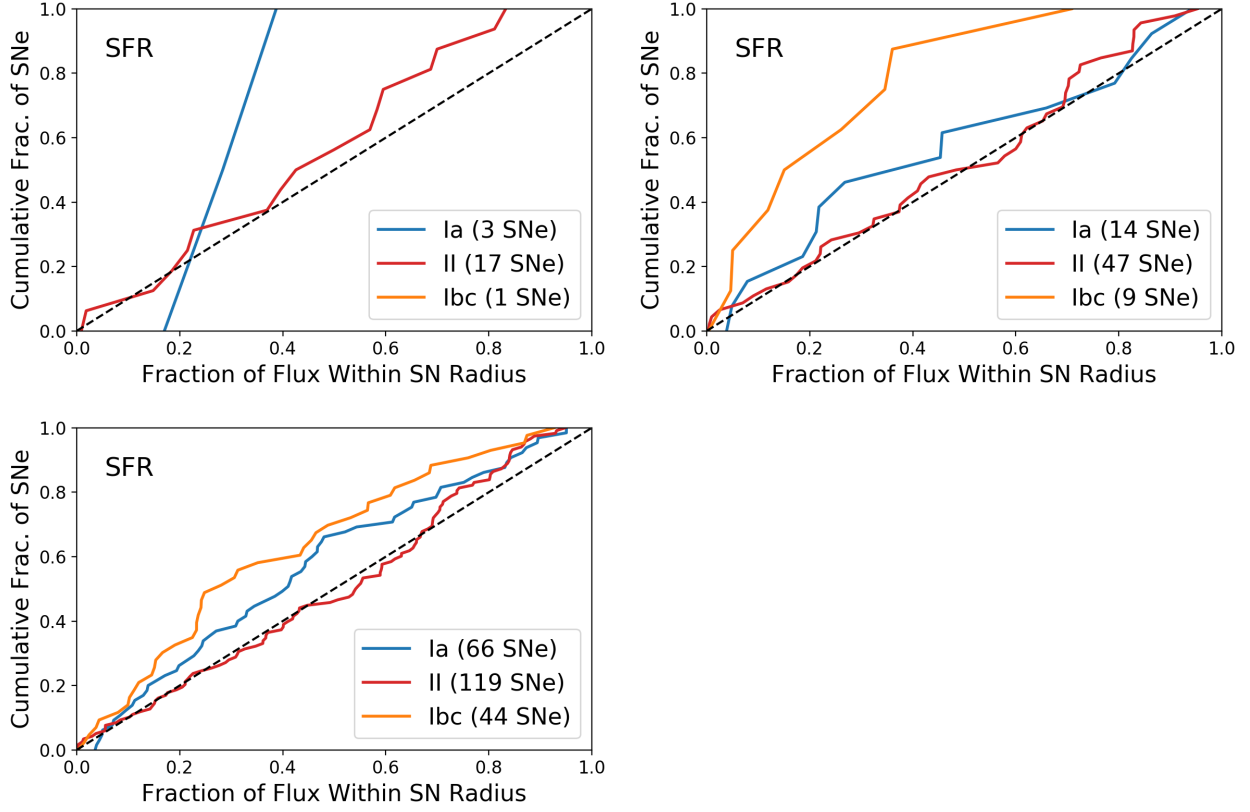 SFR
Cumulative Frac. of SNe
1.0
0.8
0.6
0.4
0.2
0.0
0.0 0.2 0.4 0.6 0.8 1.0
Fraction of Flux Within SN Radius
Ia (3 SNe)
II (17 SNe)
Ibc (1 SNe)
SFR
Cumulative Frac. of SNe
1.0
0.8
0.6
0.4
0.2
0.0
0.0 0.2 0.4 0.6 0.8 1.0
Fraction of Flux Within SN Radius
Ia (14 SNe)
II (47 SNe)
Ibc (9 SNe)
SFR
Cumulative Frac. of SNe
1.0
0.8
0.6
0.4
0.2
0.0
0.0 0.2 0.4 0.6 0.8 1.0
Fraction of Flux Within SN Radius
Ia (66 SNe)
II (119 SNe)
Ibc (44 SNe)